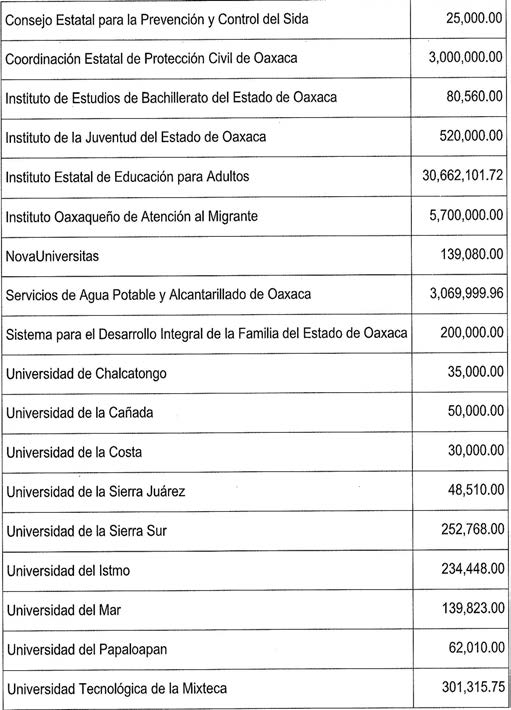 Consejo Estatal para la Prevención y Control del Sida 25,000.00
Coordinación Estatal de Protección Civil de Oaxaca 3,000,000.00
Instituto de Estudios de Bachillerato del Estado de Oaxaca 80,560.00
Instituto de la Juventud del Estado de Oaxaca 520,000.00
Instituto Estatal de Educación para Adultos 30,662,101.72
Instituto Oaxaqueño de Atención al Migrante 5,700,000.00
NovaUniversitas 139,080.00
Servicios de Agua Potable y Alcantarillado de Oaxaca 3,069,999.96
Sistema para el Desarrollo Integral de la Familia del Estado de Oaxaca 200,000.00
Universidad de Chalcatongo 35,000.00
Universidad de la Cañada 50,000.00
Universidad de la Costa 30,000.00
Universidad de la Sierra Juárez 48,510.00
Universidad de la Sierra Sur 252,768.00
Universidad del Istmo 234,448.00
Universidad del Mar 139,823.00
Universidad del Papaloapan 62,010.00
Universidad Tecnológica de la Mixteca 301,315.75